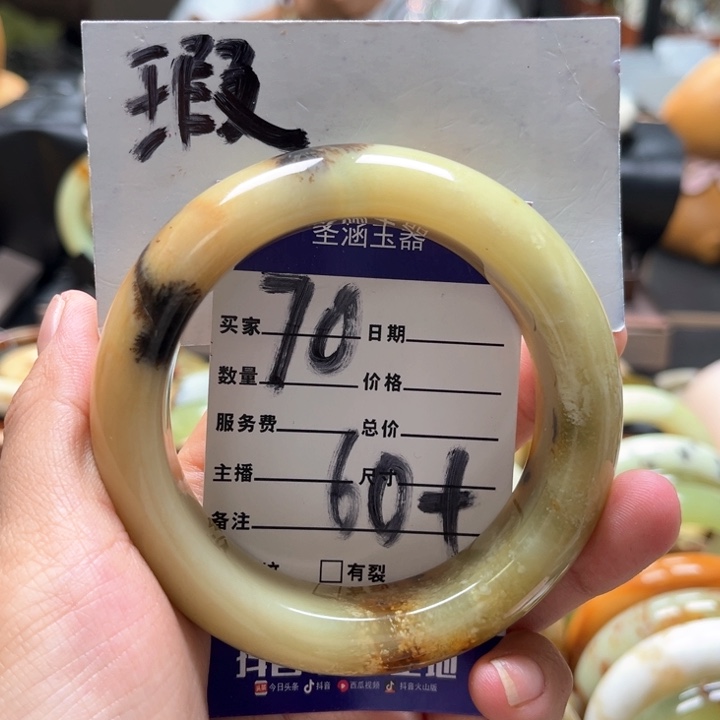 瑕
圣涵玉器
买家 70 日期
数量 价格
服务费 总价
主播 尺寸
60+
备注
□有裂
今日头条 抖音 西瓜视频 抖音火山版